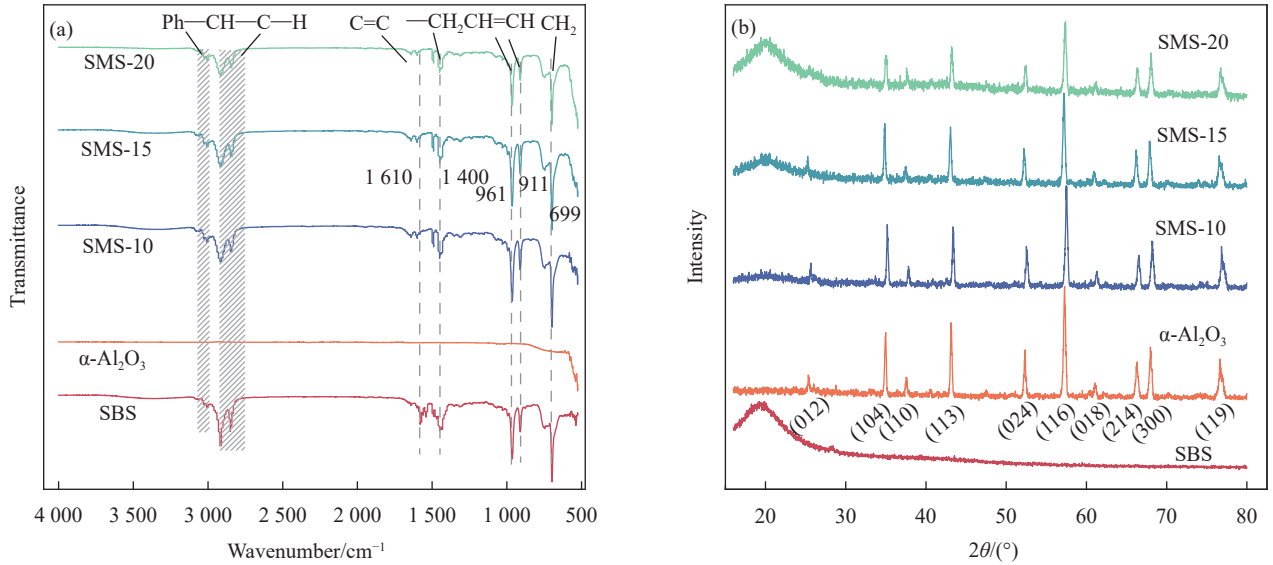 (a)
Ph—CH—C—H
C=C
—CH₂CH=CH
CH₂
SMS-20
SMS-15
1 610
1 400
961
911
699
SMS-10
α-Al₂O₃
SBS
Transmittance
4 000
3 000
2 500
2 000
1 500
1 000
500
Wavenumber/cm⁻¹
(b)
SMS-20
SMS-15
SMS-10
α-Al₂O₃
(012)
(104)
(110)
(113)
(024)
(116)
(018)
(214)
(300)
(119)
SBS
Intensity
20
30
40
50
60
70
80
2θ/(°)